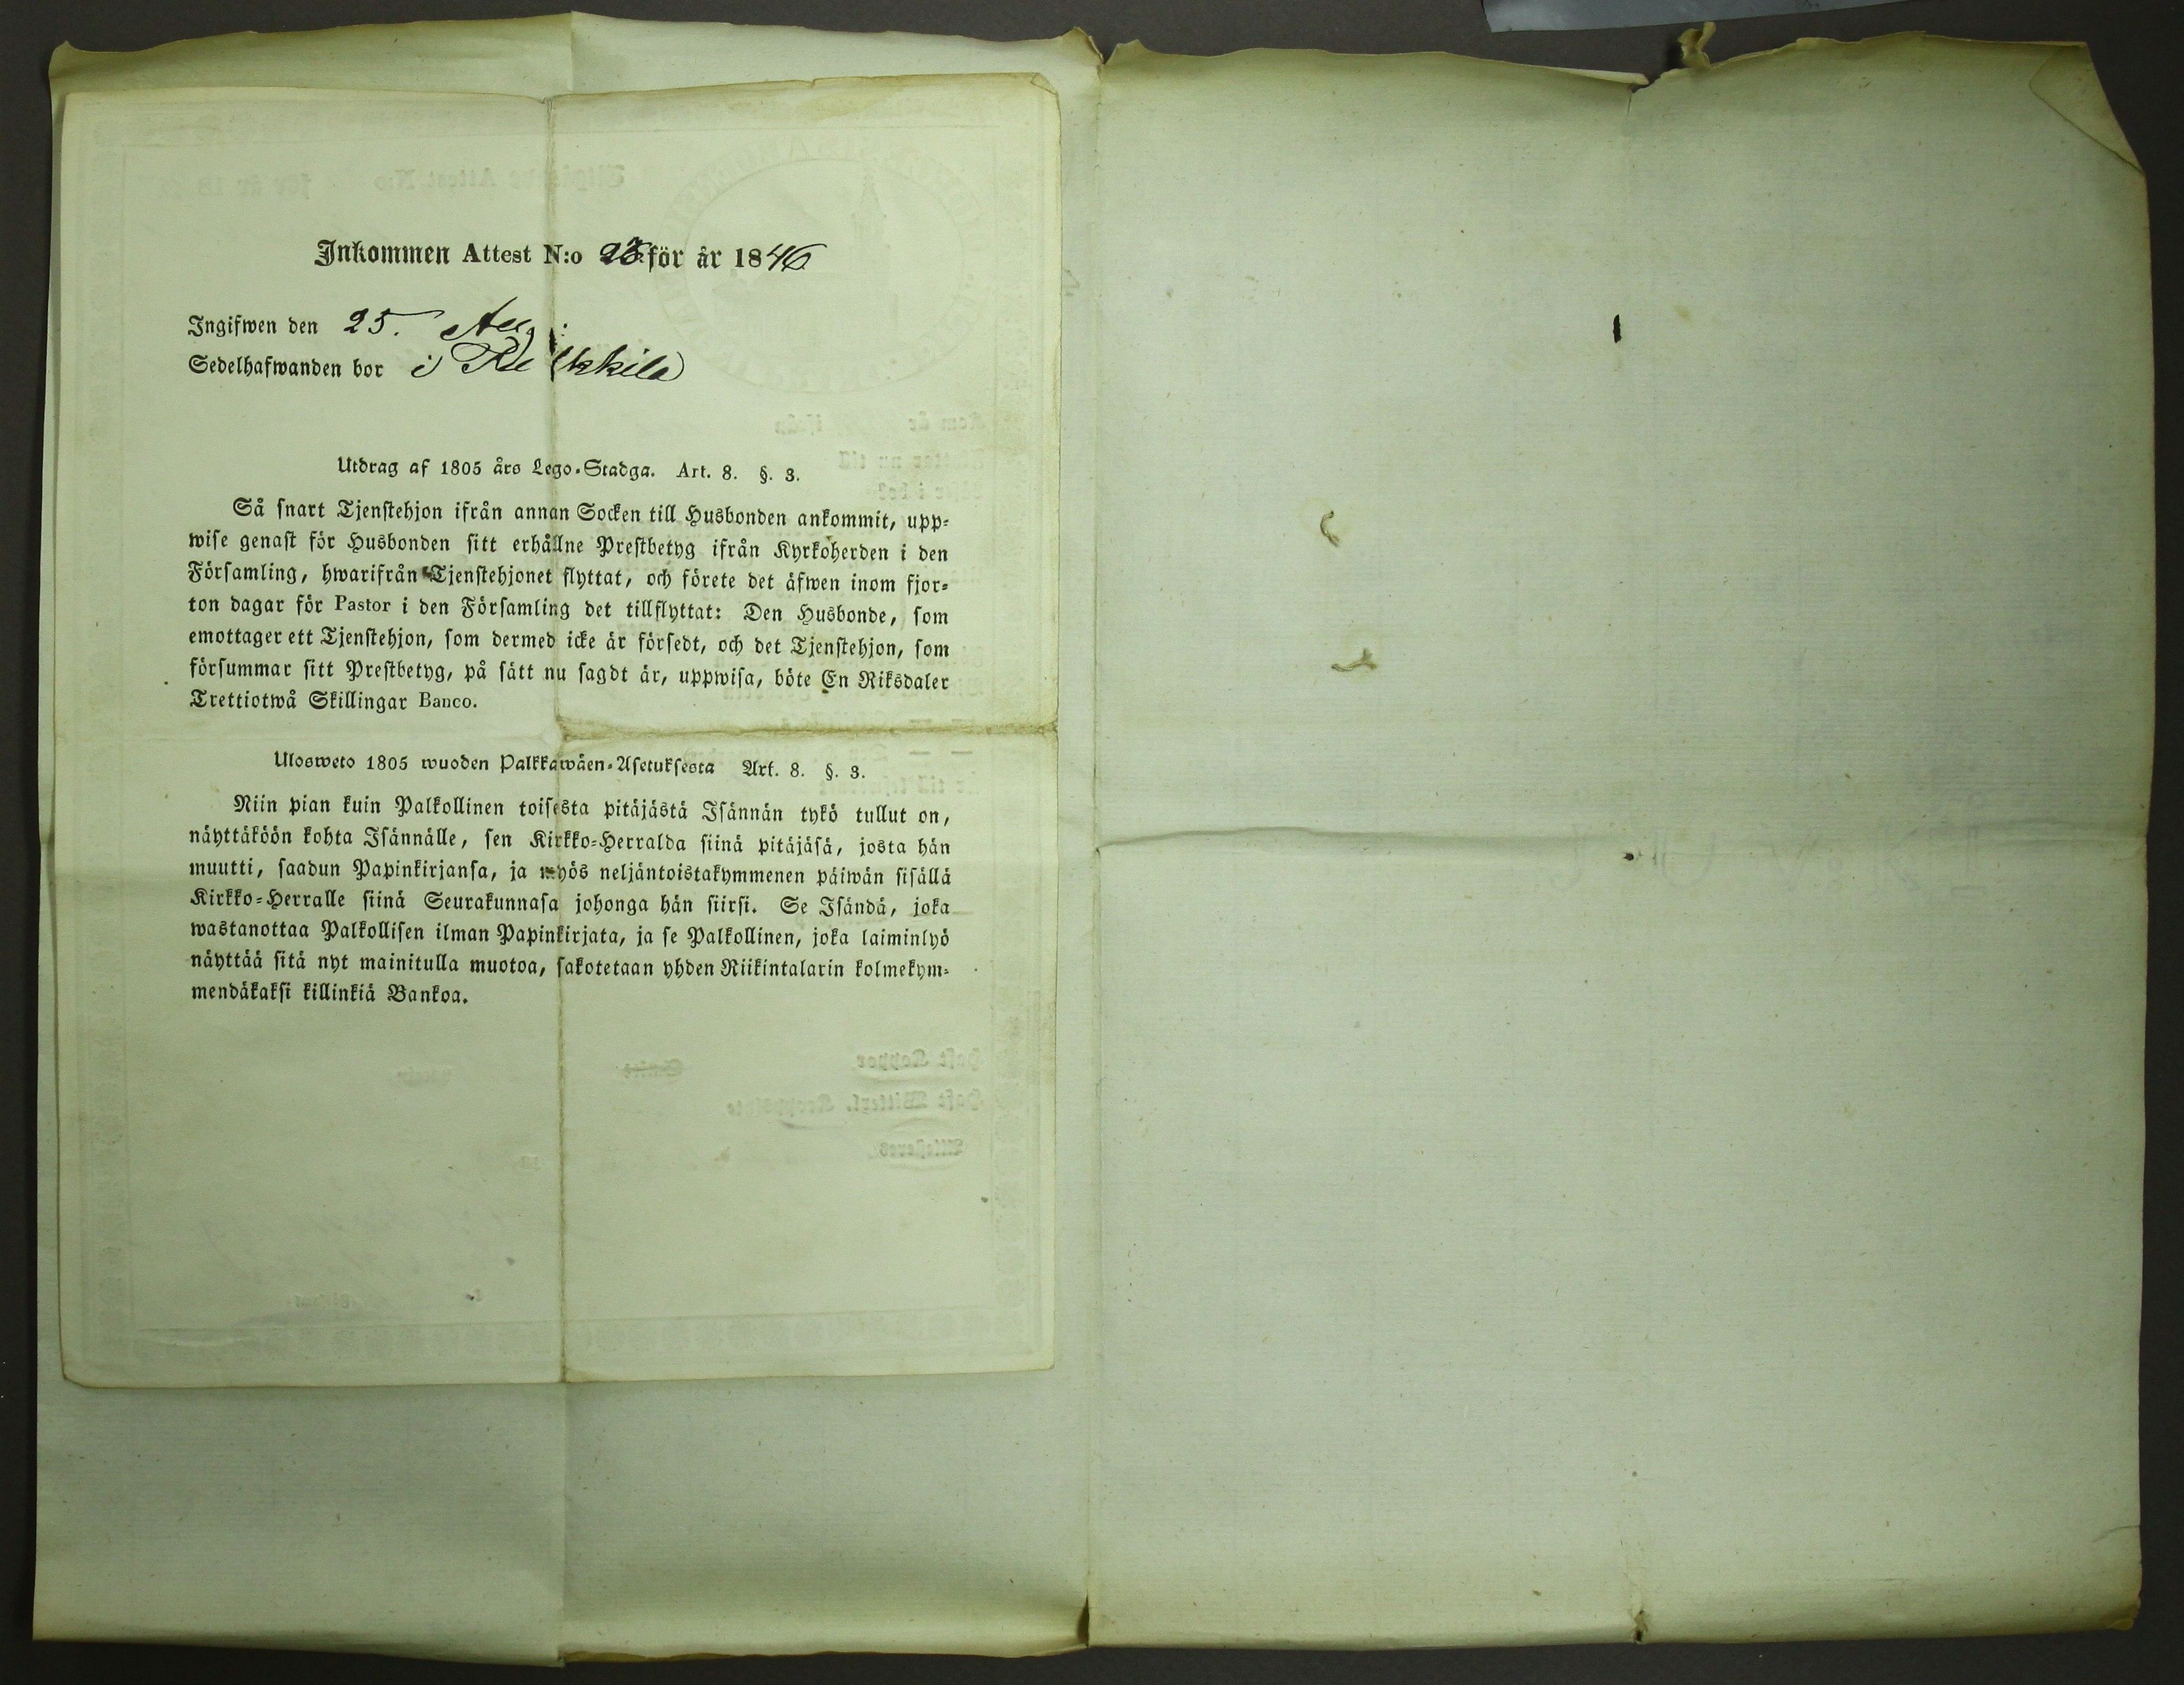 Inkommen Attest N:o 23 för år 1846
Ingifwen den 25. Aug:
Sedelhafwanden bor i
Utdrag af 1805 års Lego-Stadga. Art. 8. §. 3.
Så snart Tjenstehjon ifrån annan Socken till Husbonden ankommit, upp-
wise genast för Husbonden sitt erhållne Prestbetyg ifrån Kyrkoherden i den
Församling, hwarifrån Tjenstehjonet flyttat, och förete det äfwen inom fjor-
ton dagar för Pastor i den Församling det tillflyttat: Den Husbonde, som
emottager ett Tjenstehjon, som dermed icke är försedt, och det Tjenstehjon, som
försummar sitt Prestbetyg, på sätt nu sagdt är, uppwisa, böte En Riksdaler
Trettiotwå Skillingar Banco.
Ulosweto 1805 wuoden Palkkawäen-Asetuksesta Art. 8. §. 3.
Niin pian kuin Palkollinen toisesta pitäjästä Isännän tykö tullut on,
näyttäköön kohta Isännälle, sen Kirkko-Herralda siinä pitäjäsä, josta hän
muutti, saadun Papinkirjansa, ja myös neljäntoistakymmenen päiwän sisällä
Kirkko-Herralle siinä Seurakunnasa johonga hän siirsi. Se Isändä, joka
wastanottaa Palkollisen ilman Papinkirjata, ja se Palkollinen, joka laiminlyö
näyttää sitä nyt mainitulla muotoa, sakotetaan yhden Riikintalarin kolmekym-
mendäkaksi killinkiä Bankoa.